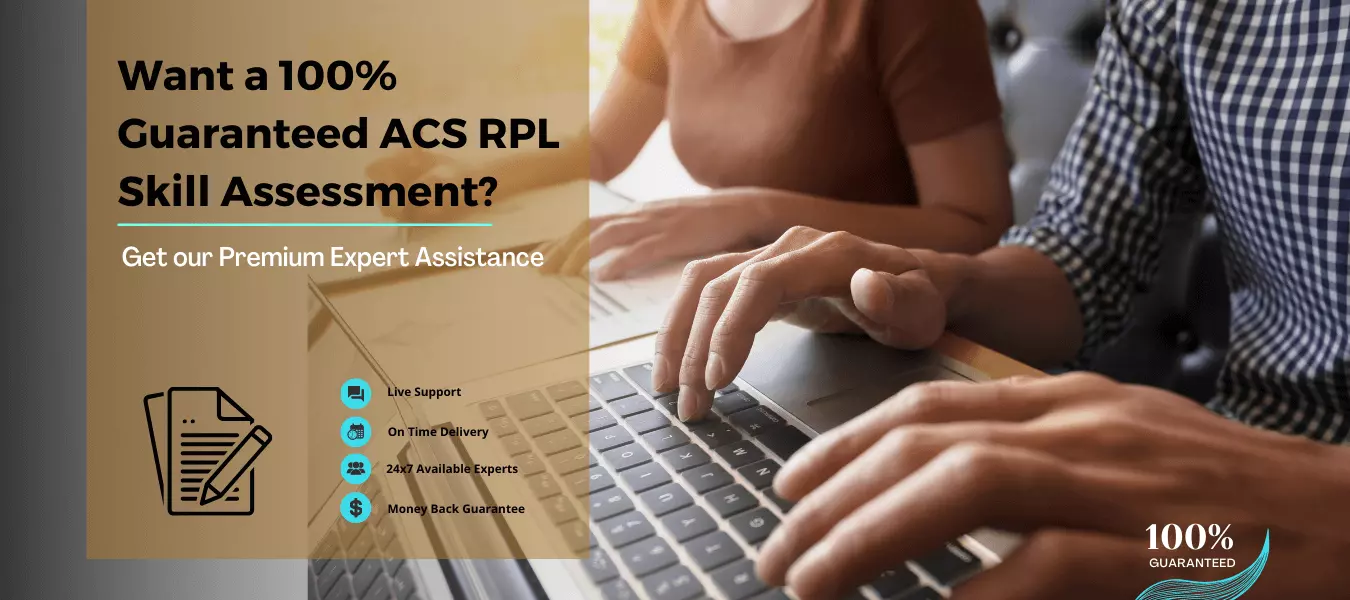 Want a 100%
Guaranteed ACS RPL
Skill Assessment?
Get our Premium Expert Assistance
Live Support
On Time Delivery
24x7 Available Experts
Money Back Guarantee
100%
GUARANTEED